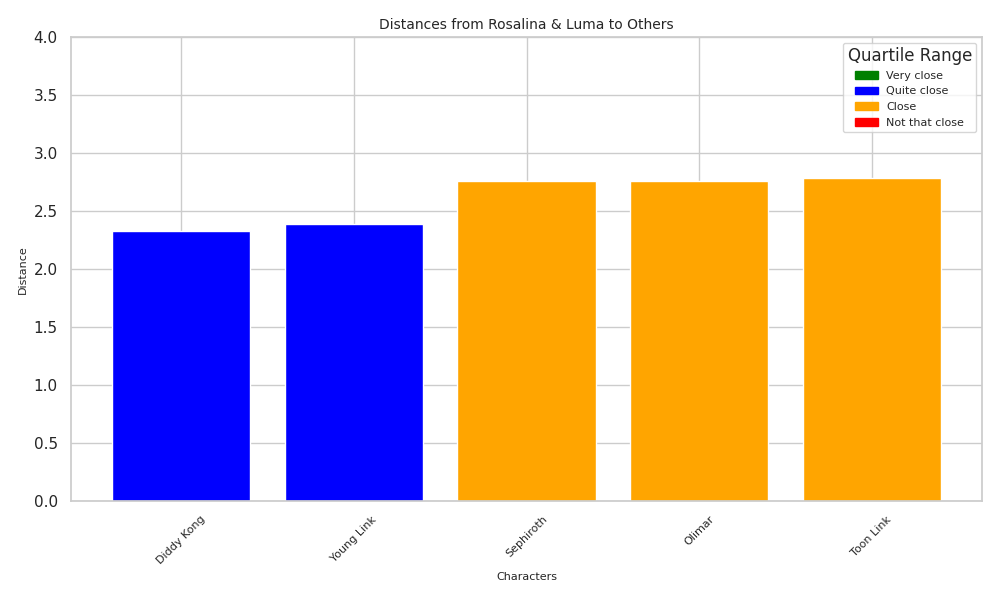 Distances from Rosalina & Luma to Others
4.0
3.5
3.0
2.5
2.0
1.5
1.0
0.5
0.0
Distance
Quartile Range
Very close
Quite close
Close
Not that close
Diddy Kong
Young Link
Sephiroth
Olimar
Toon Link
Characters